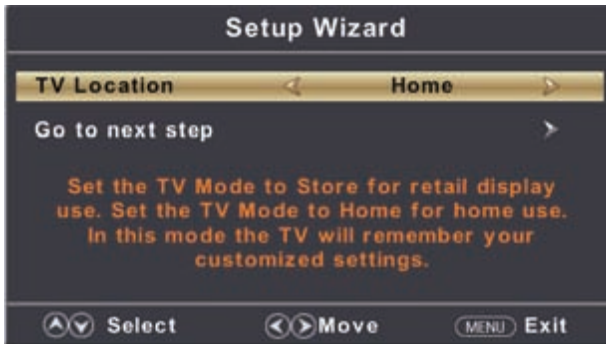 Setup Wizard
TV Location Home
Go to next step
Set the TV Mode to Store for retail display
use. Set the TV Mode to Home for home use.
In this mode the TV will remember your
customized settings.
Select Move MENU Exit